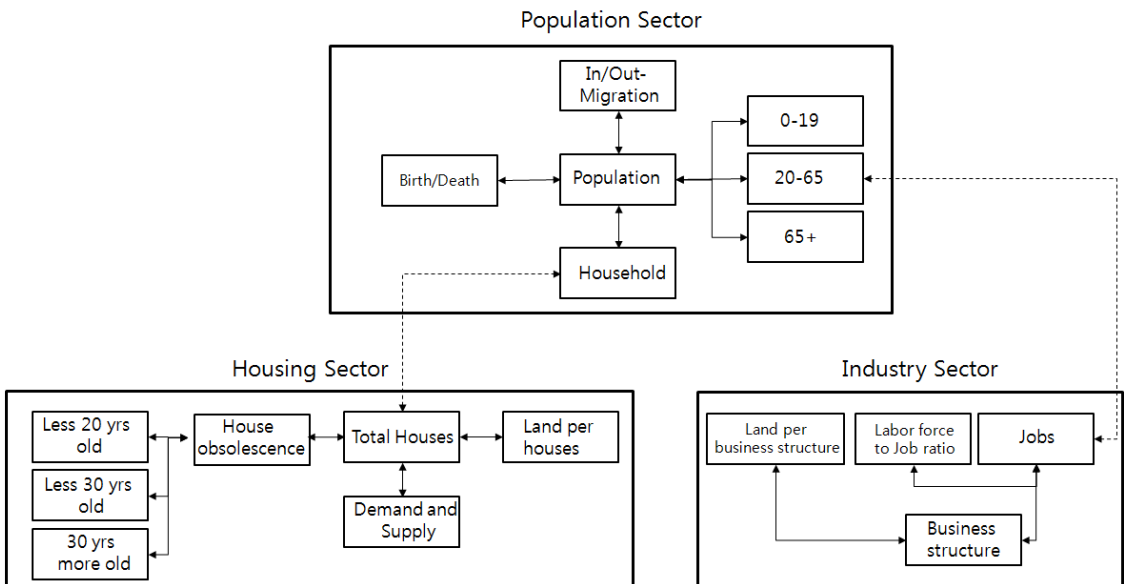 Population Sector
In/Out-
Migration
0-19
Birth/Death
Population
20-65
65+
Household
Housing Sector
Less 20 yrs
old
House
obsolescence
Total Houses
Land per
houses
Less 30 yrs
old
Demand and
Supply
30 yrs
more old
Industry Sector
Land per
business structure
Labor force
to Job ratio
Jobs
Business
structure